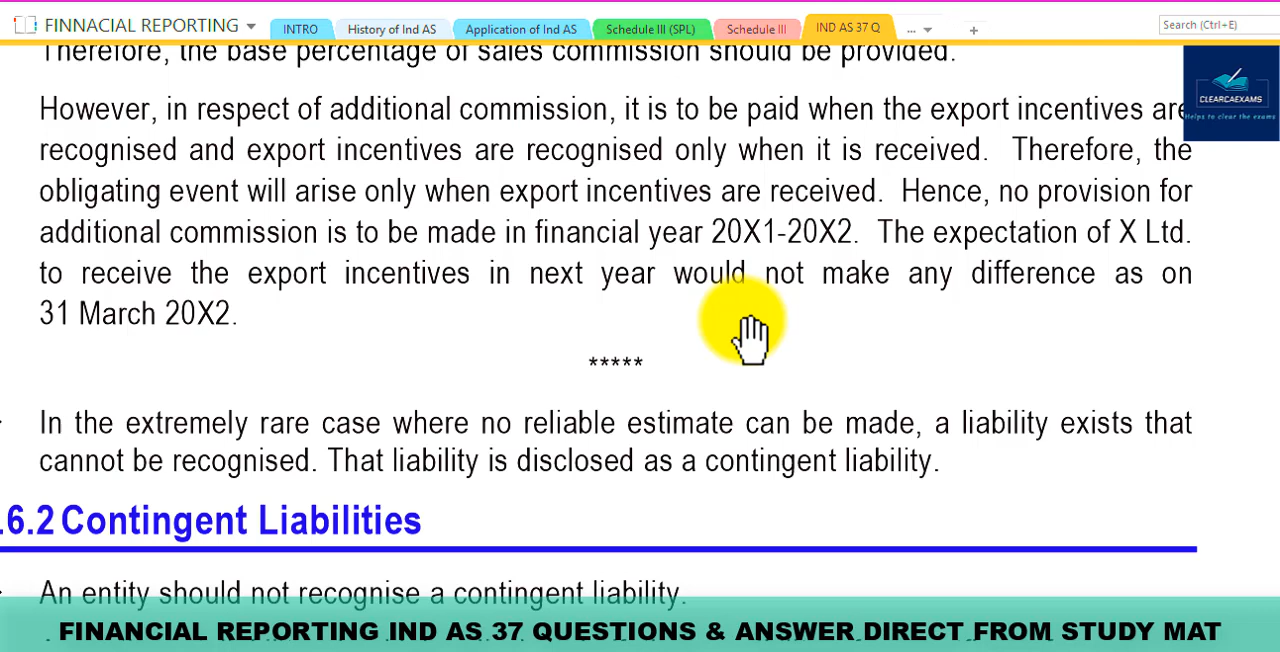 FINNACIAL REPORTING
INTRO
History of Ind AS
Application of Ind AS
Schedule III (SPL)
Schedule III
IND AS 37 Q
...
+
Search (Ctrl+E)
Therefore, the base percentage of sales commission should be provided.
CLEARCAEXAMS
Helps to clear the exams
However, in respect of additional commission, it is to be paid when the export incentives are
recognised and export incentives are recognised only when it is received. Therefore, the
obligating event will arise only when export incentives are received. Hence, no provision for
additional commission is to be made in financial year 20X1-20X2. The expectation of X Ltd.
to receive the export incentives in next year would not make any difference as on
31 March 20X2.
*****
In the extremely rare case where no reliable estimate can be made, a liability exists that
cannot be recognised. That liability is disclosed as a contingent liability.
.6.2 Contingent Liabilities
An entity should not recognise a contingent liability.
FINANCIAL REPORTING IND AS 37 QUESTIONS & ANSWER DIRECT FROM STUDY MAT